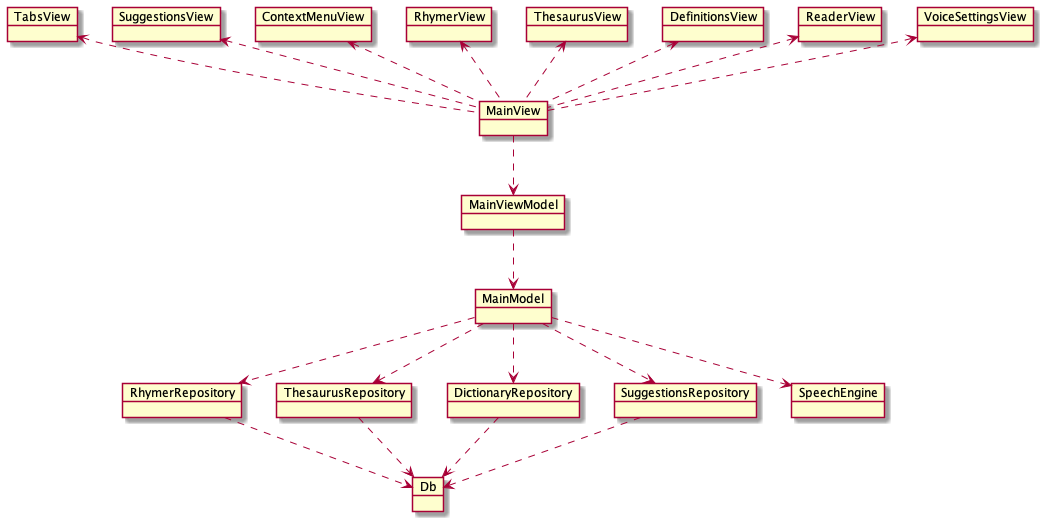 TabsView
SuggestionsView
ContextMenuView
RhymerView
ThesaurusView
DefinitionsView
ReaderView
VoiceSettingsView
MainView
MainViewModel
MainModel
RhymerRepository
ThesaurusRepository
DictionaryRepository
SuggestionsRepository
SpeechEngine
Db